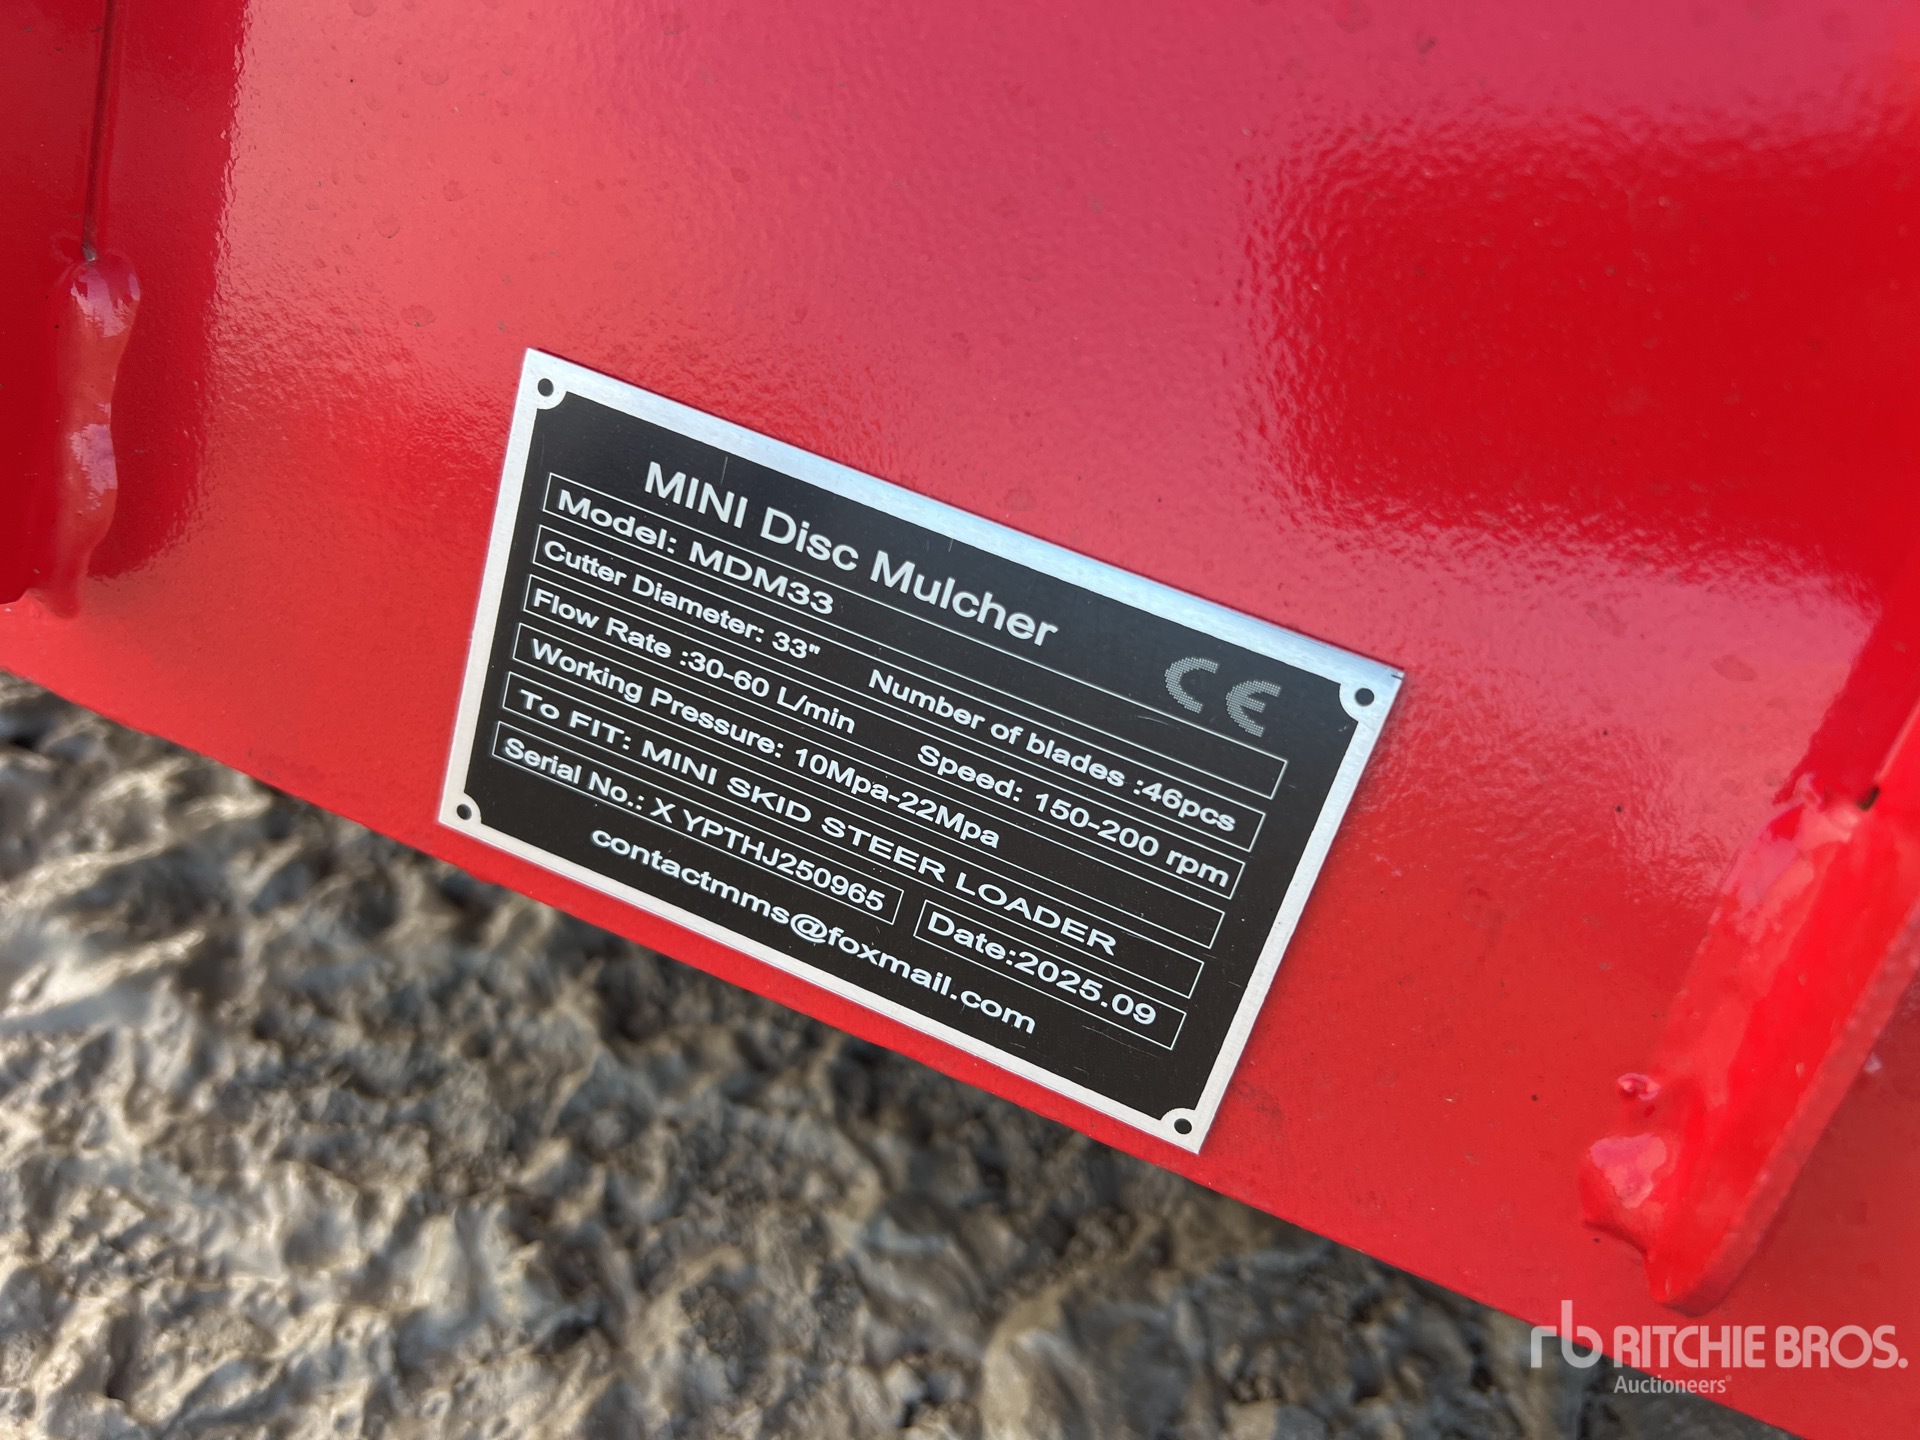 MINI Disc Mulcher
CE
Model: MDM33
Cutter Diameter: 33" Number of blades :46pcs
Flow Rate :30-60 L/min Speed: 150-200 rpm
Working Pressure: 10Mpa-22Mpa
To FIT: MINI SKID STEER LOADER
Serial No.: X YPTHJ250965 Date:2025.09
contactmms@foxmail.com
rb RITCHIE BROS.
Auctioneers